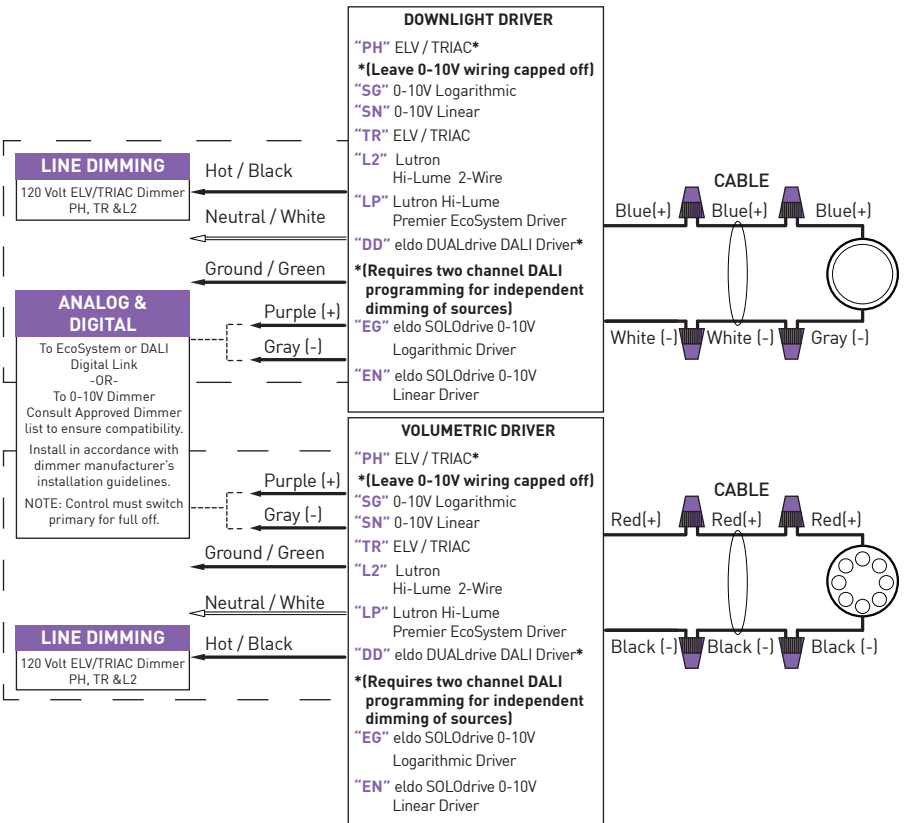 DOWNLIGHT DRIVER
“PH” ELV / TRIAC*
*(Leave 0-10V wiring capped off)
“SG” 0-10V Logarithmic
“SN” 0-10V Linear
“TR” ELV / TRIAC
“L2” Lutron
Hi-Lume 2-Wire
“LP” Lutron Hi-Lume
Premier EcoSystem Driver
“DD” eldo DUALdrive DALI Driver*
*(Requires two channel DALI
programming for independent
dimming of sources)
“EG” eldo SOLOdrive 0-10V
Logarithmic Driver
“EN” eldo SOLOdrive 0-10V
Linear Driver
LINE DIMMING
120 Volt ELV/TRIAC Dimmer
PH, TR &L2
Hot / Black
Neutral / White
Ground / Green
Purple (+)
Gray (-)
ANALOG &
DIGITAL
To EcoSystem or DALI
Digital Link
-OR-
To 0-10V Dimmer
Consult Approved Dimmer
list to ensure compatibility.
Install in accordance with
dimmer manufacturer’s
installation guidelines.
NOTE: Control must switch
primary for full off.
CABLE
Blue(+) Blue(+) Blue(+)
White (-) White (-) Gray (-)
VOLUMETRIC DRIVER
“PH” ELV / TRIAC*
*(Leave 0-10V wiring capped off)
“SG” 0-10V Logarithmic
“SN” 0-10V Linear
“TR” ELV / TRIAC
“L2” Lutron
Hi-Lume 2-Wire
“LP” Lutron Hi-Lume
Premier EcoSystem Driver
“DD” eldo DUALdrive DALI Driver*
*(Requires two channel DALI
programming for independent
dimming of sources)
“EG” eldo SOLOdrive 0-10V
Logarithmic Driver
“EN” eldo SOLOdrive 0-10V
Linear Driver
Purple (+)
Gray (-)
Ground / Green
Neutral / White
Hot / Black
LINE DIMMING
120 Volt ELV/TRIAC Dimmer
PH, TR &L2
CABLE
Red(+) Red(+) Red(+)
Black (-) Black (-) Black (-)